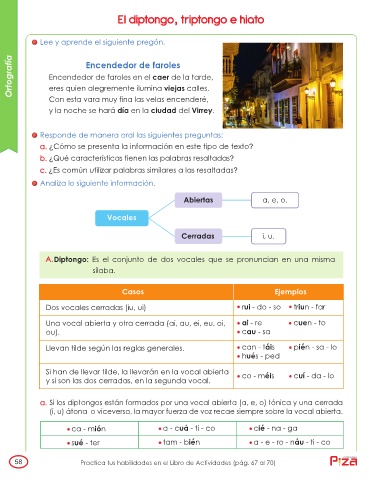 El diptongo, triptongo e hiato
Ortografía
Lee y aprende el siguiente pregón.
Encendedor de faroles
Encendedor de faroles en el caer de la tarde,
eres quien alegremente ilumina viejas calles.
Con esta vara muy fina las velas encenderé,
y la noche se hará día en la ciudad del Virrey.
Responde de manera oral las siguientes preguntas:
a. ¿Cómo se presenta la información en este tipo de texto?
b. ¿Qué características tienen las palabras resaltadas?
c. ¿Es común utilizar palabras similares a las resaltadas?
Analiza la siguiente información.
Abiertas a, e, o.
Vocales
Cerradas i, u.
A. Diptongo: Es el conjunto de dos vocales que se pronuncian en una misma
sílaba.
Casos Ejemplos
Dos vocales cerradas (iu, ui) • rui - do - so • triun - far
Una vocal abierta y otra cerrada (ai, au, ei, eu, oi,
ou). • ai - re • cuen - to
• cau - sa
Llevan tilde según las reglas generales. • can - táis • pién - sa - lo
• hués - ped
Si han de llevar tilde, la llevarán en la vocal abierta
y si son las dos cerradas, en la segunda vocal. • co - méis • cuí - da - lo
a. Si los diptongos están formados por una vocal abierta (a, e, o) tónica y una cerrada
(i, u) átona o viceversa, la mayor fuerza de voz recae siempre sobre la vocal abierta.
• ca - mión • a - cuá - ti - co • cié - na - ga
• sué - ter • tam - bién • a - e - ro - náu - ti - co
58 Practica tus habilidades en el Libro de Actividades (pág. 67 al 70)